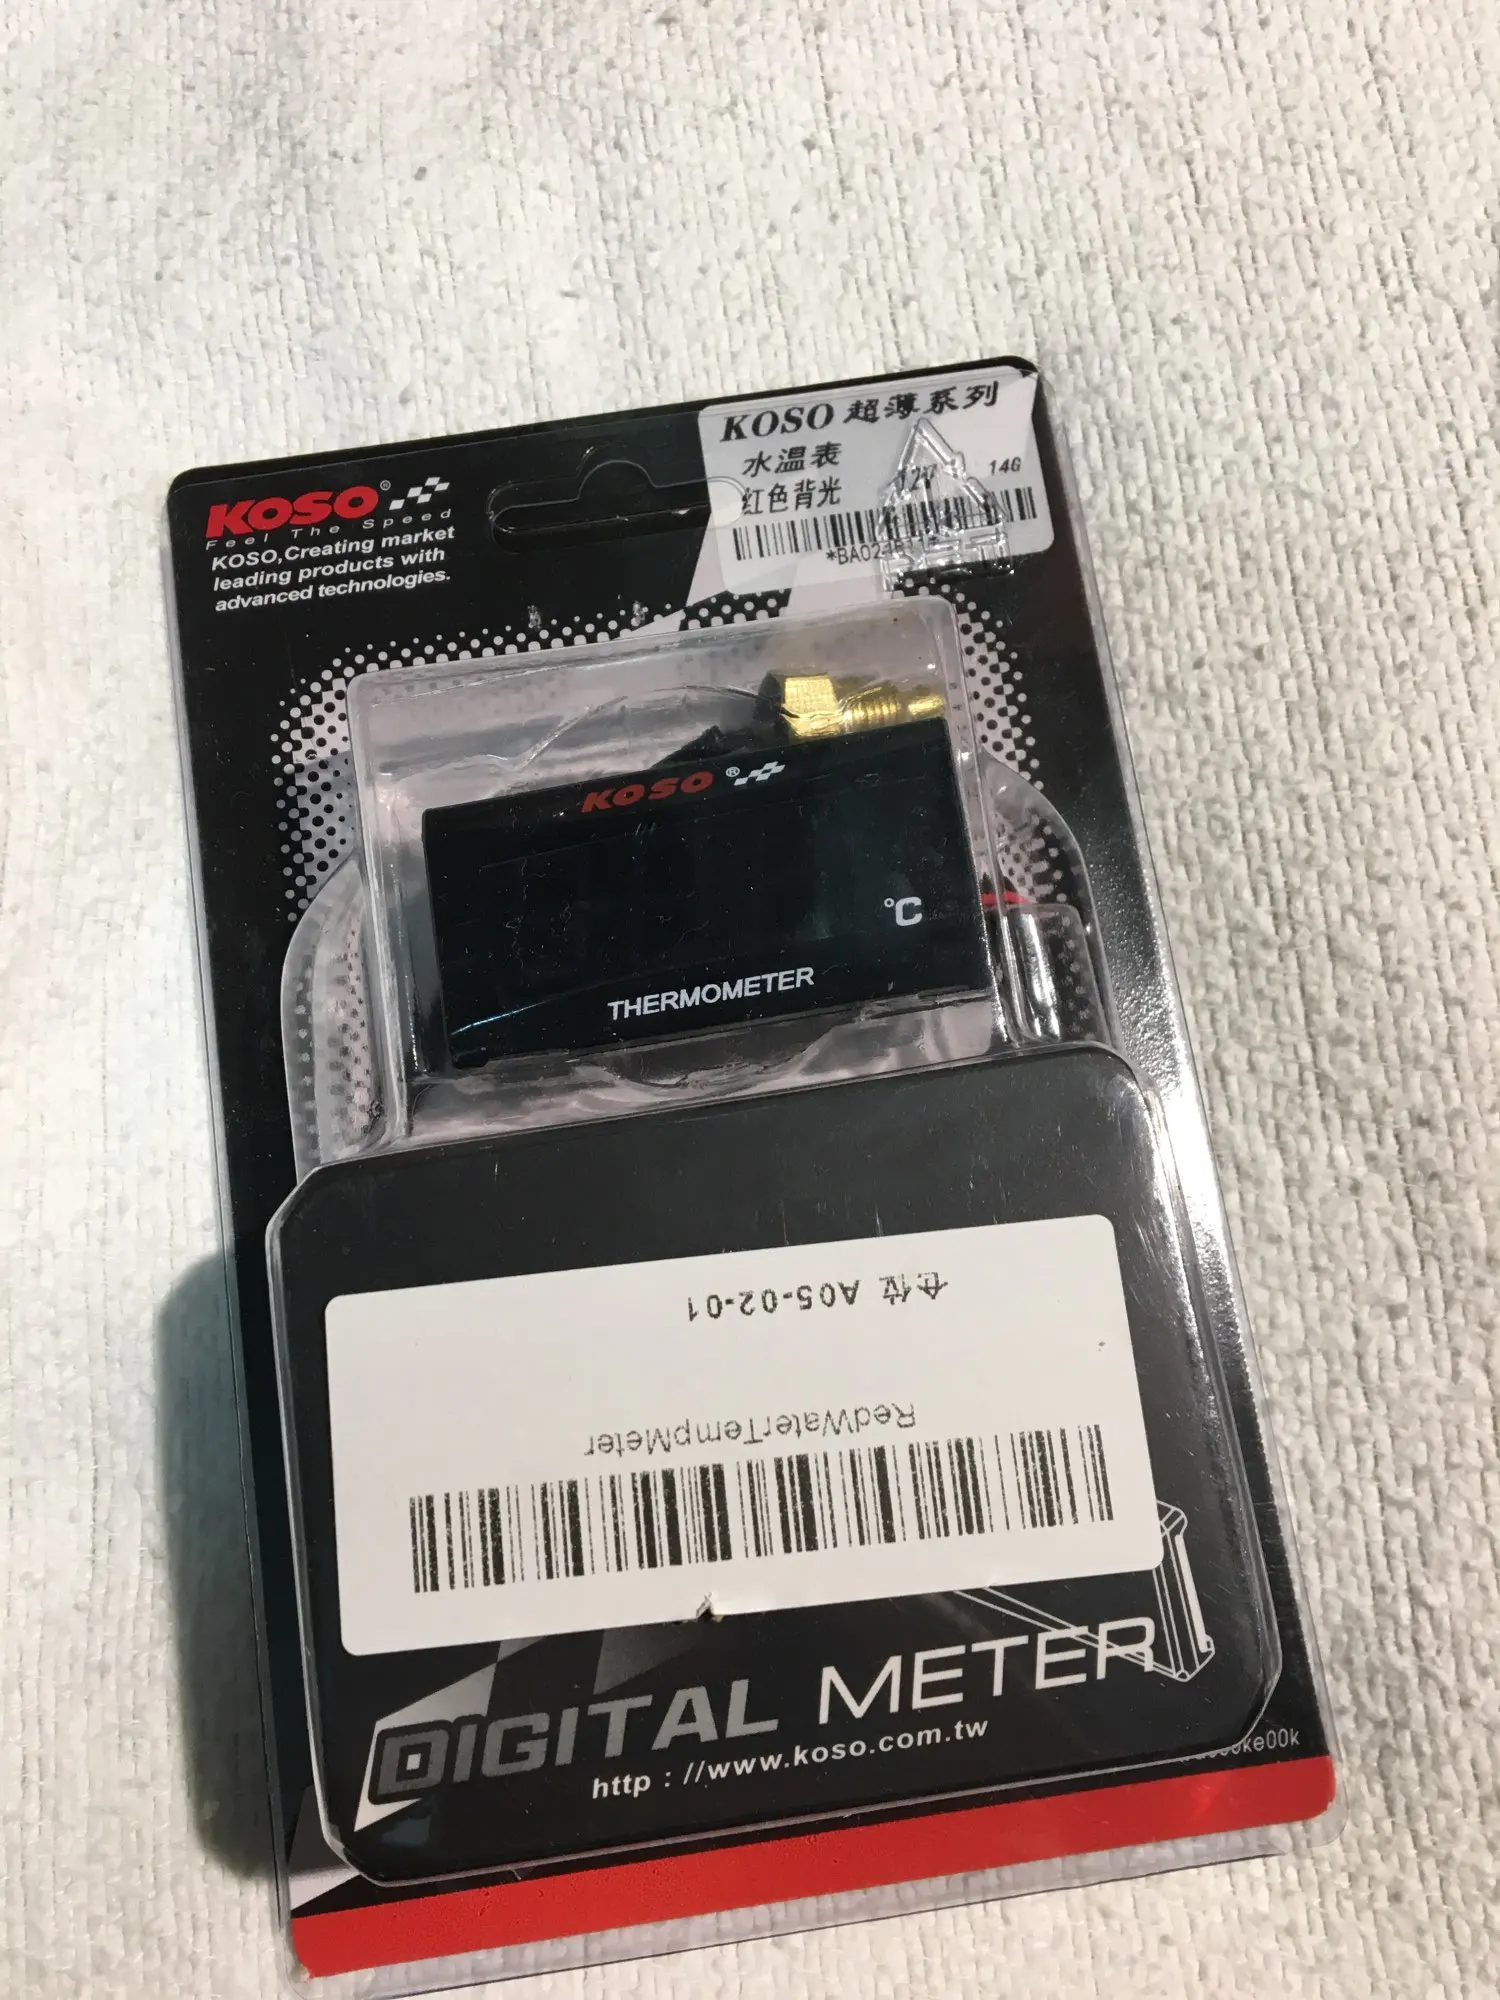 KOSO 超薄系列
水温表
红色背光 12V 14G
KOSO®
Feel The Speed
KOSO,Creating market
leading products with
advanced technologies.
KOSO®
°C
THERMOMETER
仓位 A05-02-01
RedWaterTempMeter
DIGITAL METER
http : //www.koso.com.tw